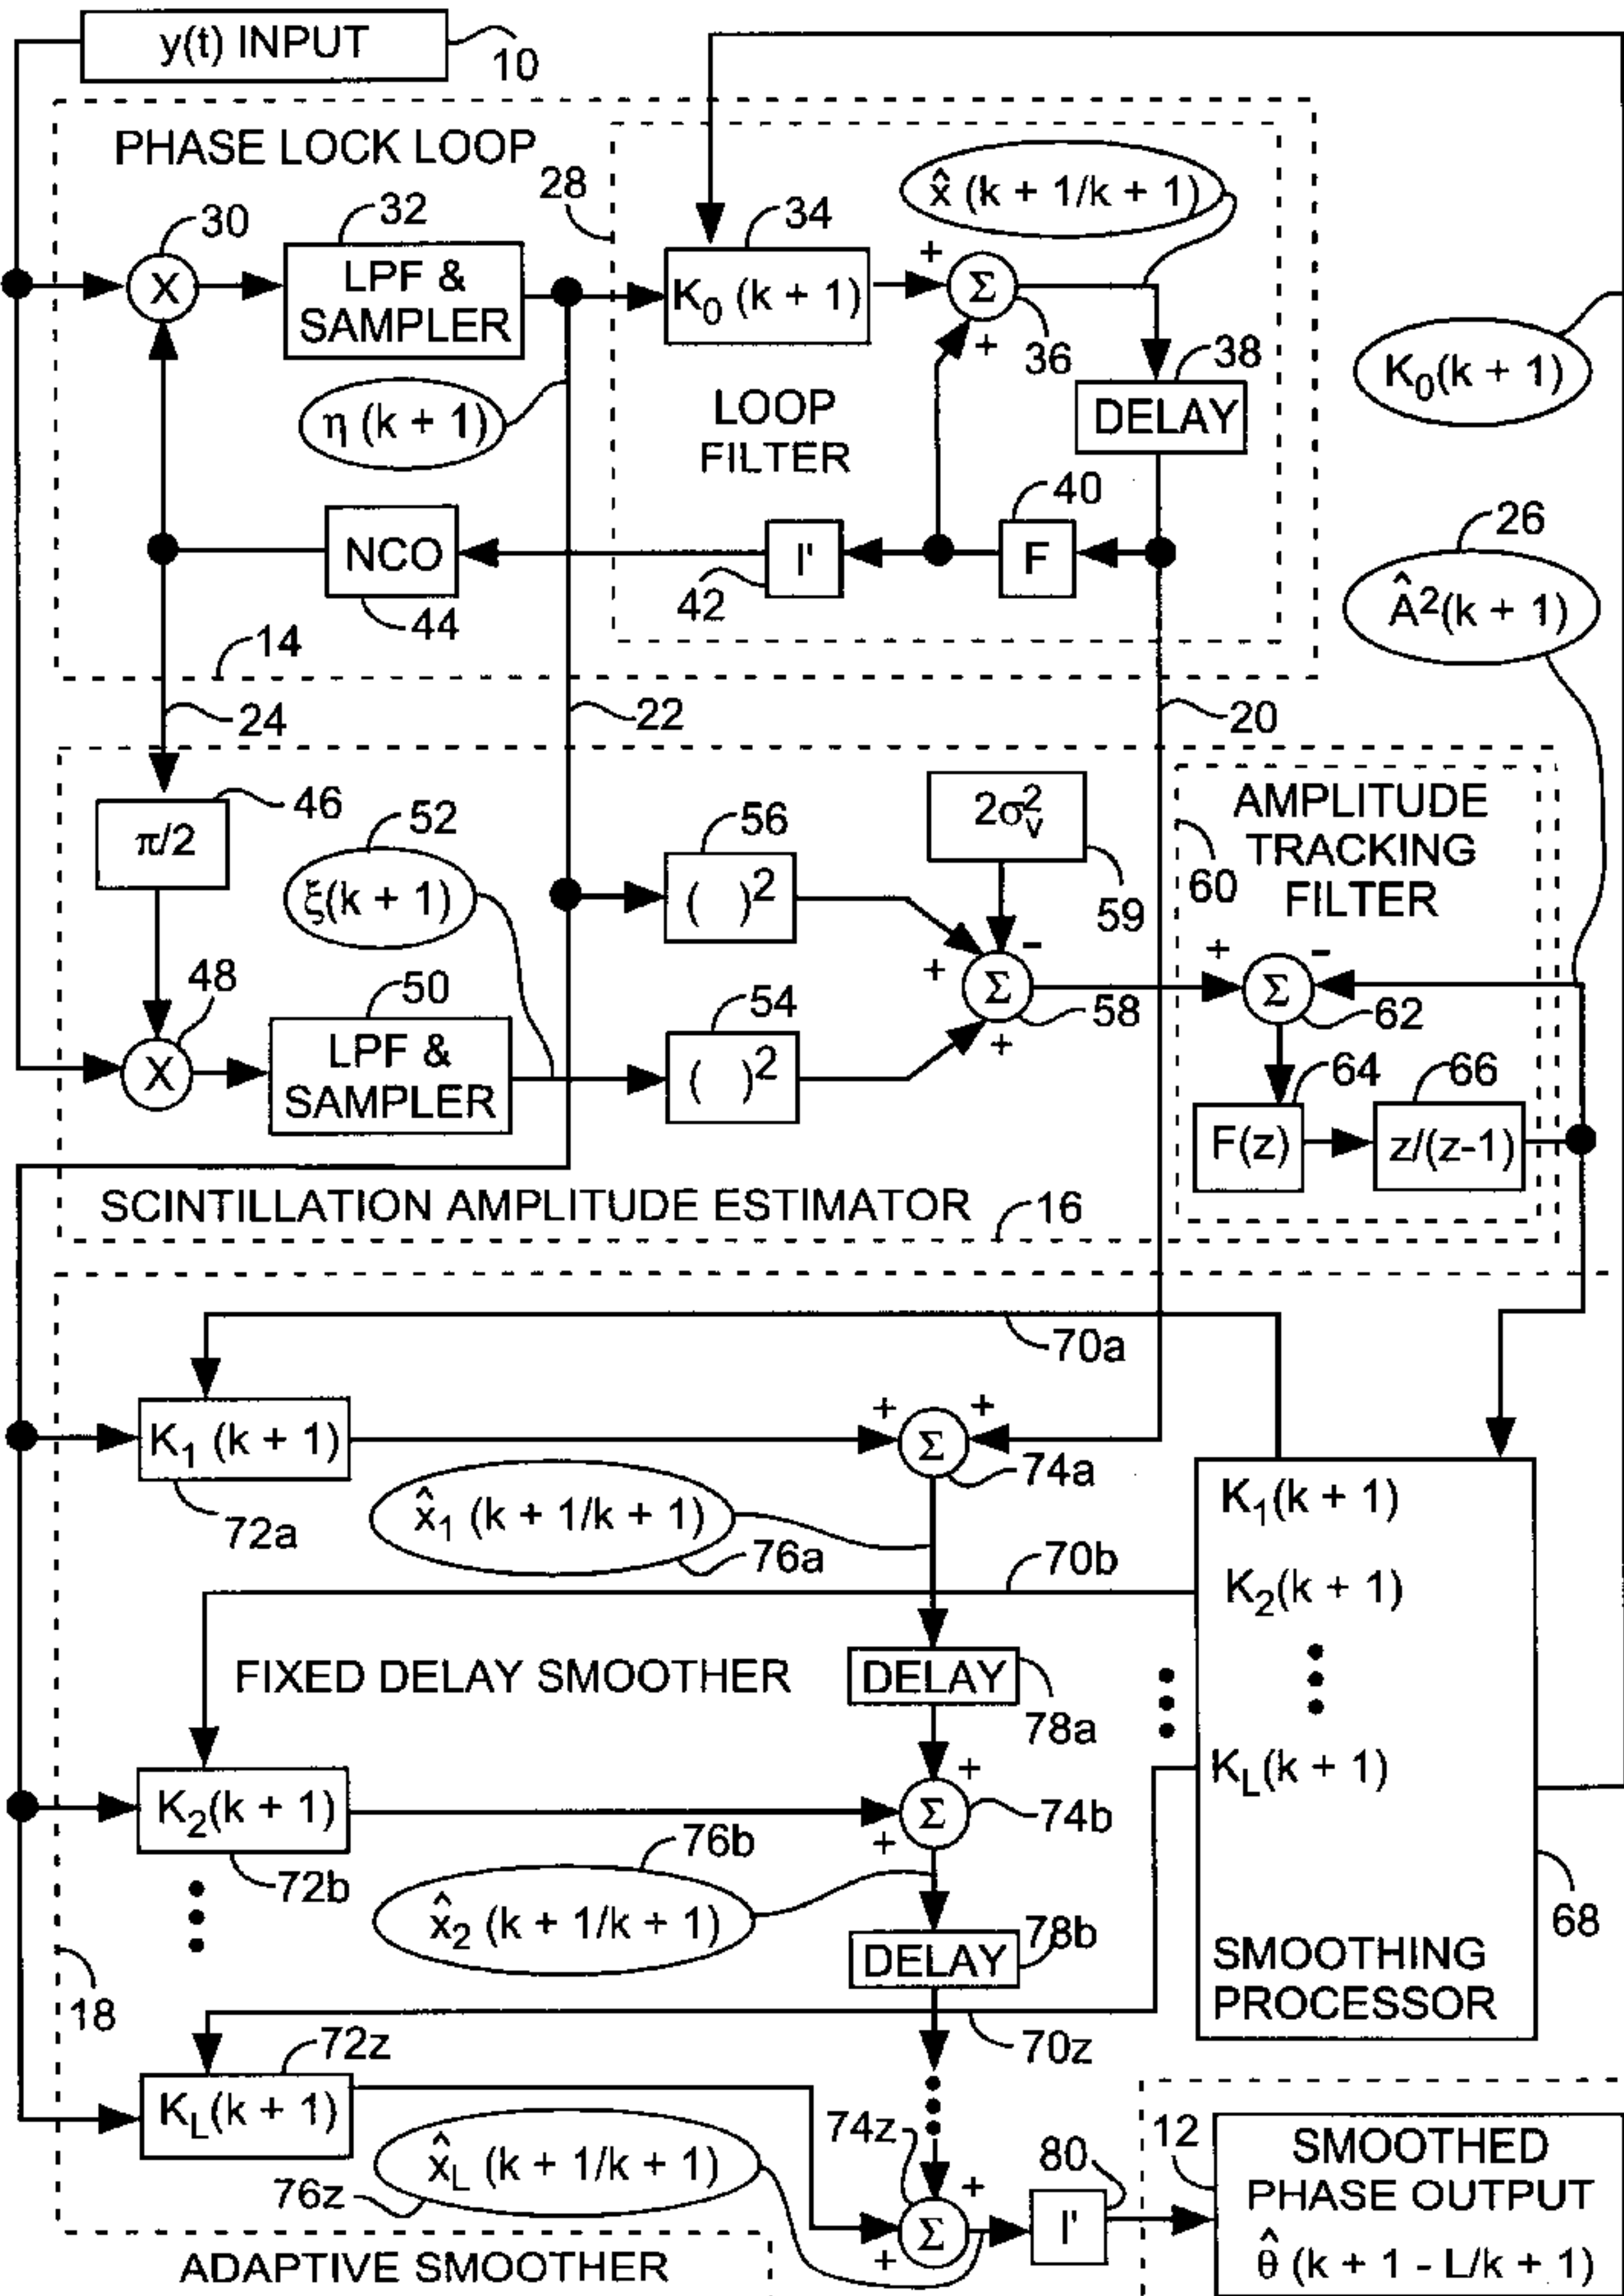 y(t) INPUT
10
PHASE LOCK LOOP
28
x̂ (k + 1/k + 1)
30
32
34
X
LPF &
SAMPLER
K₀ (k + 1)
+
Σ
+
36
38
DELAY
K₀(k + 1)
η (k + 1)
LOOP
FILTER
40
26
NCO
I'
F
42
44
Â²(k + 1)
14
24
22
20
46
π/2
52
ξ(k + 1)
56
( )²
2σ²ᵥ
59
60
AMPLITUDE
TRACKING
FILTER
48
X
50
LPF &
SAMPLER
54
( )²
-
+
Σ
+
58
+
-
Σ
62
64
66
F(z)
z/(z-1)
SCINTILLATION AMPLITUDE ESTIMATOR
16
70a
K₁ (k + 1)
72a
+
+
Σ
74a
x̂₁ (k + 1/k + 1)
76a
K₁(k + 1)
70b
K₂(k + 1)
FIXED DELAY SMOOTHER
DELAY
78a
K_L(k + 1)
K₂(k + 1)
72b
+
Σ
+
74b
76b
x̂₂ (k + 1/k + 1)
78b
DELAY
68
SMOOTHING
PROCESSOR
18
72z
70z
K_L(k + 1)
x̂_L (k + 1/k + 1)
76z
74z
+
Σ
+
80
I'
12
SMOOTHED
PHASE OUTPUT
θ̂ (k + 1 - L/k + 1)
ADAPTIVE SMOOTHER